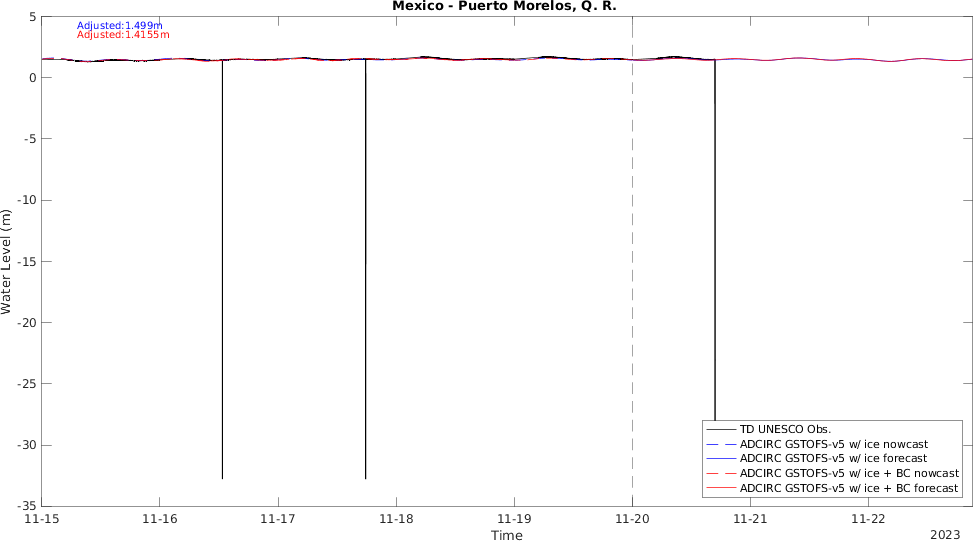 Mexico - Puerto Morelos, Q. R.
Adjusted:1.499m
Adjusted:1.4155m
Water Level (m)
5
0
-5
-10
-15
-20
-25
-30
-35
TD UNESCO Obs.
ADCIRC GSTOFS-v5 w/ ice nowcast
ADCIRC GSTOFS-v5 w/ ice forecast
ADCIRC GSTOFS-v5 w/ ice + BC nowcast
ADCIRC GSTOFS-v5 w/ ice + BC forecast
11-15 11-16 11-17 11-18 11-19 11-20 11-21 11-22
Time
2023